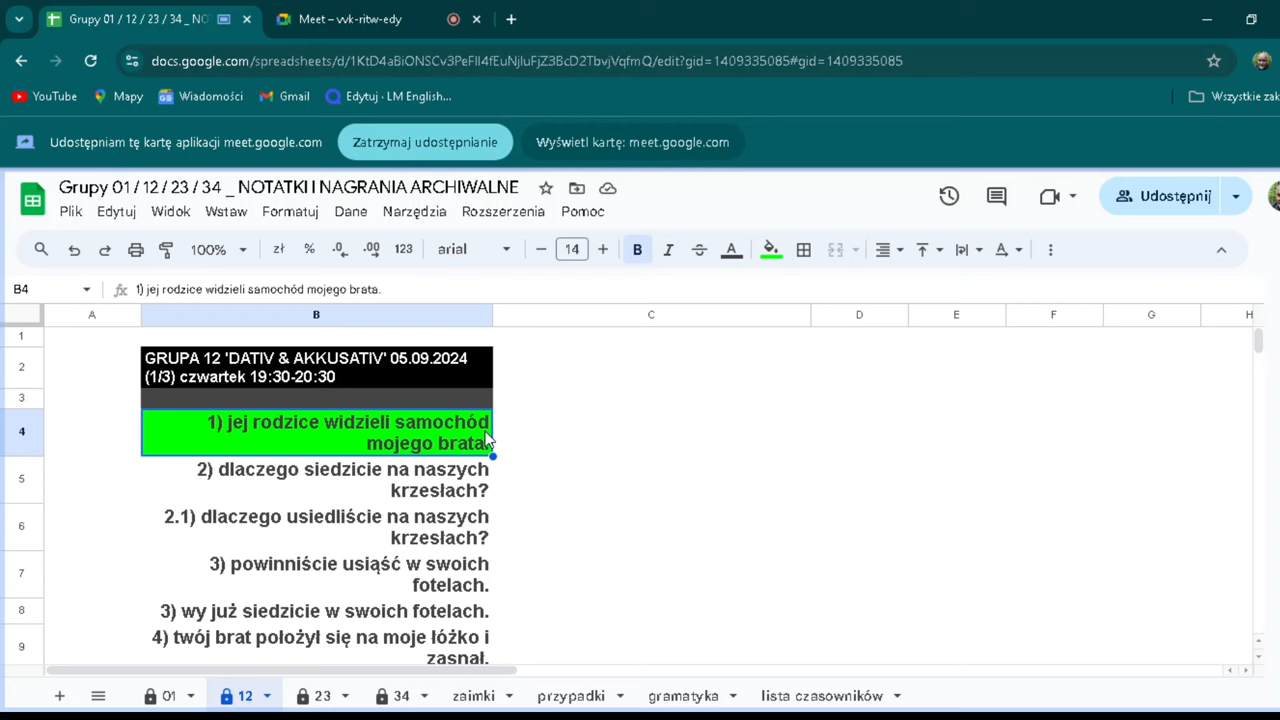 Grupy 01 / 12 / 23 / 34 _ NO
Meet – vvk-ritw-edy
docs.google.com/spreadsheets/d/1KtD4aBiONSCv3PeFIl4fEuNjluFjZ3BcD2TbvjVqfmQ/edit?gid=1409335085#gid=1409335085
YouTube
Mapy
Wiadomości
Gmail
Edytuj · LM English...
Wszystkie zak
Udostępniam tę kartę aplikacji meet.google.com
Zatrzymaj udostępnianie
Wyświetl kartę: meet.google.com
Grupy 01 / 12 / 23 / 34 _ NOTATKI I NAGRANIA ARCHIWALNE
Udostępnij
Plik Edytuj Widok Wstaw Formatuj Dane Narzędzia Rozszerzenia Pomoc
100% zł % .0 .00 123 arial 14 B I A
B4
fx 1) jej rodzice widzieli samochód mojego brata.
A B C D E F G H
1
2
GRUPA 12 'DATIV & AKKUSATIV' 05.09.2024
(1/3) czwartek 19:30-20:30
3
4
1) jej rodzice widzieli samochód
mojego brata.
5
2) dlaczego siedzicie na naszych
krzesłach?
6
2.1) dlaczego usiedliście na naszych
krzesłach?
7
3) powinniście usiąść w swoich
fotelach.
8
3) wy już siedzicie w swoich fotelach.
9
4) twój brat położył się na moje łóżko i
zasnął.
01 12 23 34 zaimki przypadki gramatyka lista czasowników